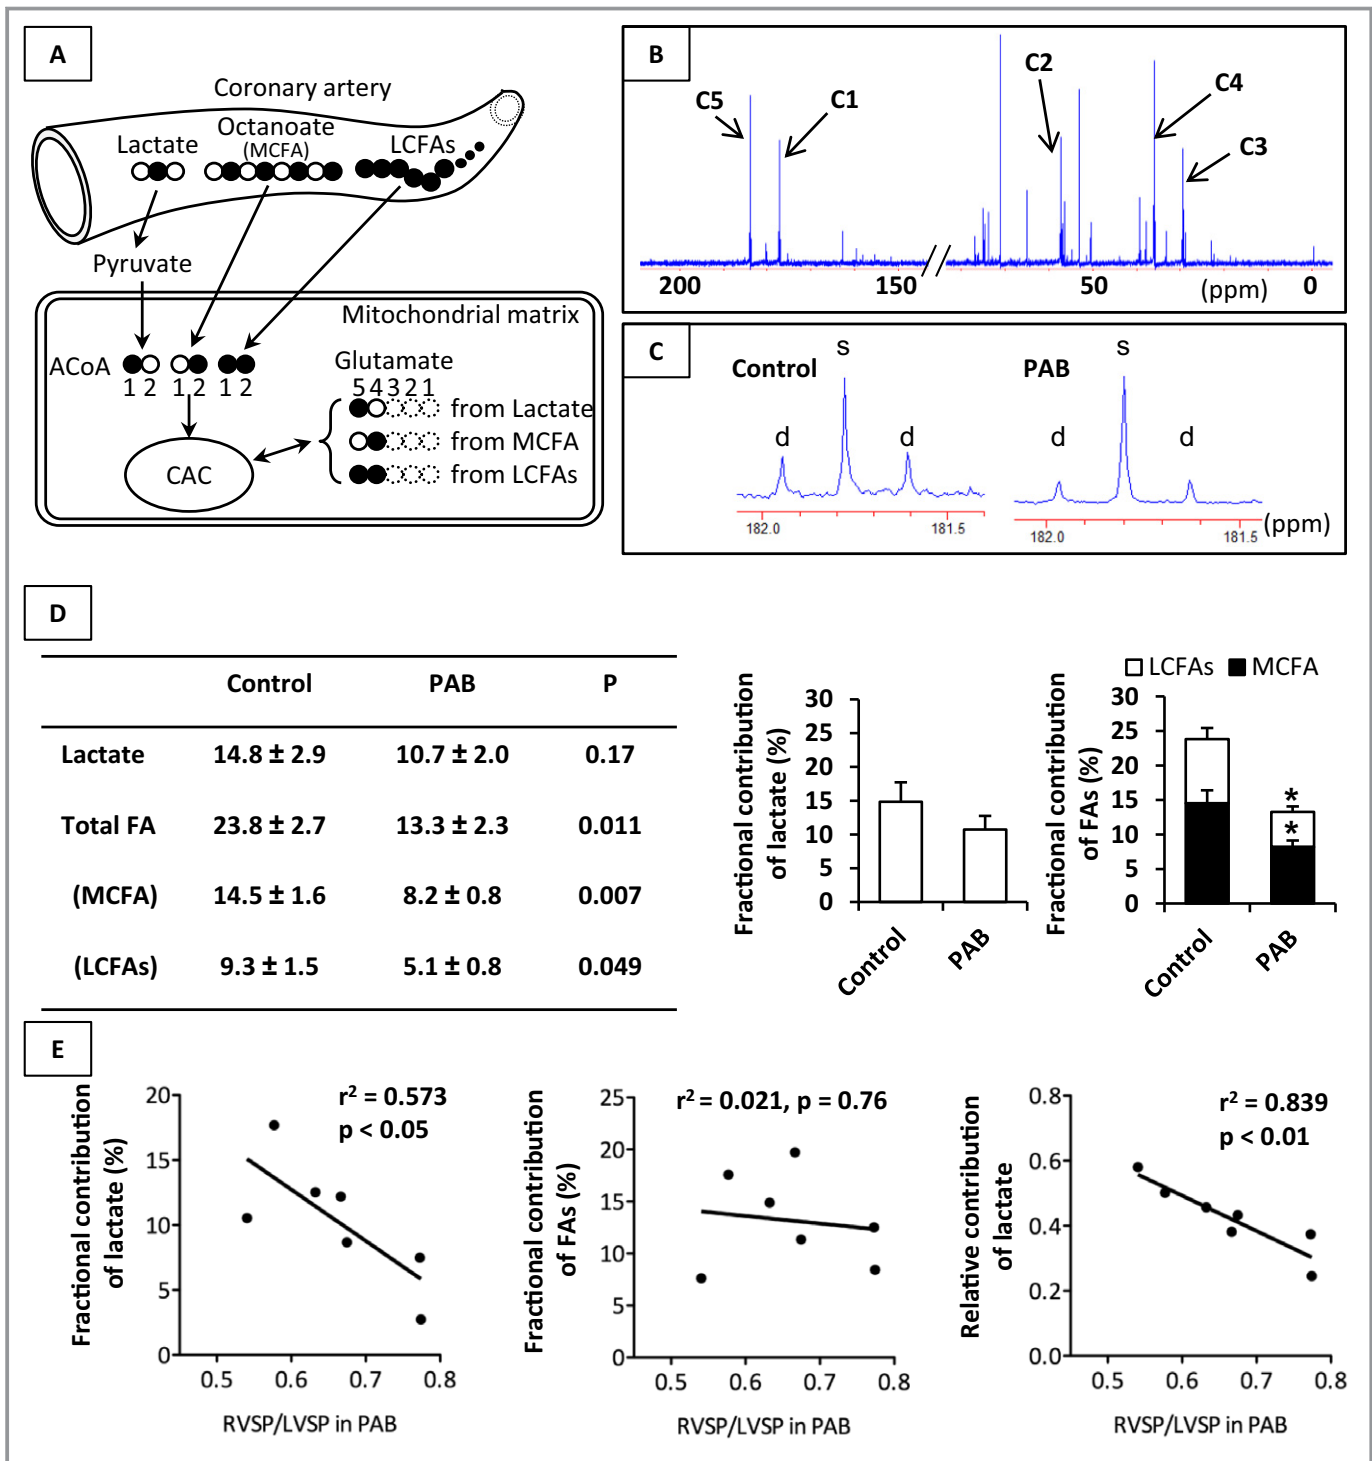 A
Coronary artery
Lactate
Octanoate
(MCFA)
LCFAs
Pyruvate
Mitochondrial matrix
ACoA
1 2 1 2 1 2
Glutamate
5 4 3 2 1
from Lactate
from MCFA
from LCFAs
CAC
B
C5
C1
C2
C4
C3
200 150 50 (ppm) 0
C
Control
d s d
182.0 181.5
PAB
d s d
182.0 181.5 (ppm)
D
Control PAB P
Lactate 14.8 ± 2.9 10.7 ± 2.0 0.17
Total FA 23.8 ± 2.7 13.3 ± 2.3 0.011
(MCFA) 14.5 ± 1.6 8.2 ± 0.8 0.007
(LCFAs) 9.3 ± 1.5 5.1 ± 0.8 0.049
Fractional contribution
of lactate (%)
30
25
20
15
10
5
0
Control PAB
LCFAs MCFA
Fractional contribution
of FAs (%)
30
25
20
15
10
5
0
*
*
Control PAB
E
Fractional contribution
of lactate (%)
20
15
10
5
0
r² = 0.573
p < 0.05
0.5 0.6 0.7 0.8
RVSP/LVSP in PAB
Fractional contribution
of FAs (%)
25
20
15
10
5
0
r² = 0.021, p = 0.76
0.5 0.6 0.7 0.8
RVSP/LVSP in PAB
Relative contribution
of lactate
0.8
0.6
0.4
0.2
0.0
r² = 0.839
p < 0.01
0.5 0.6 0.7 0.8
RVSP/LVSP in PAB